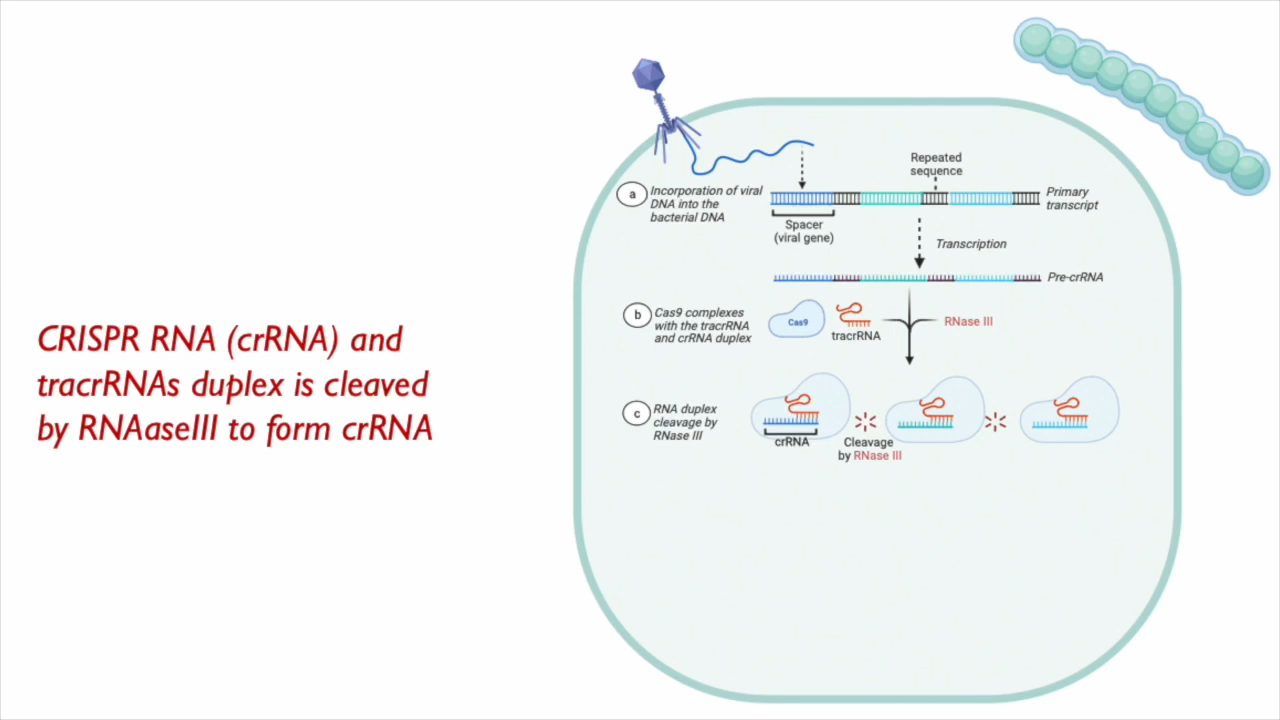 CRISPR RNA (crRNA) and
tracrRNAs duplex is cleaved
by RNAaseIII to form crRNA
a
Incorporation of viral
DNA into the
bacterial DNA
Repeated
sequence
Primary
transcript
Spacer
(viral gene)
Transcription
Pre-crRNA
b
Cas9 complexes
with the tracrRNA
and crRNA duplex
Cas9
tracrRNA
RNase III
c
RNA duplex
cleavage by
RNase III
crRNA
Cleavage
by RNase III